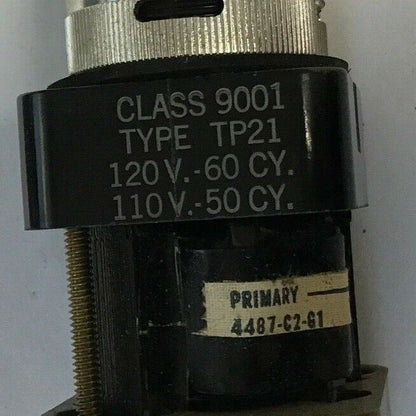 CLASS 9001
TYPE TP21
120 V.-60 CY.
110 V.-50 CY.
PRIMARY
4487-C2-G1